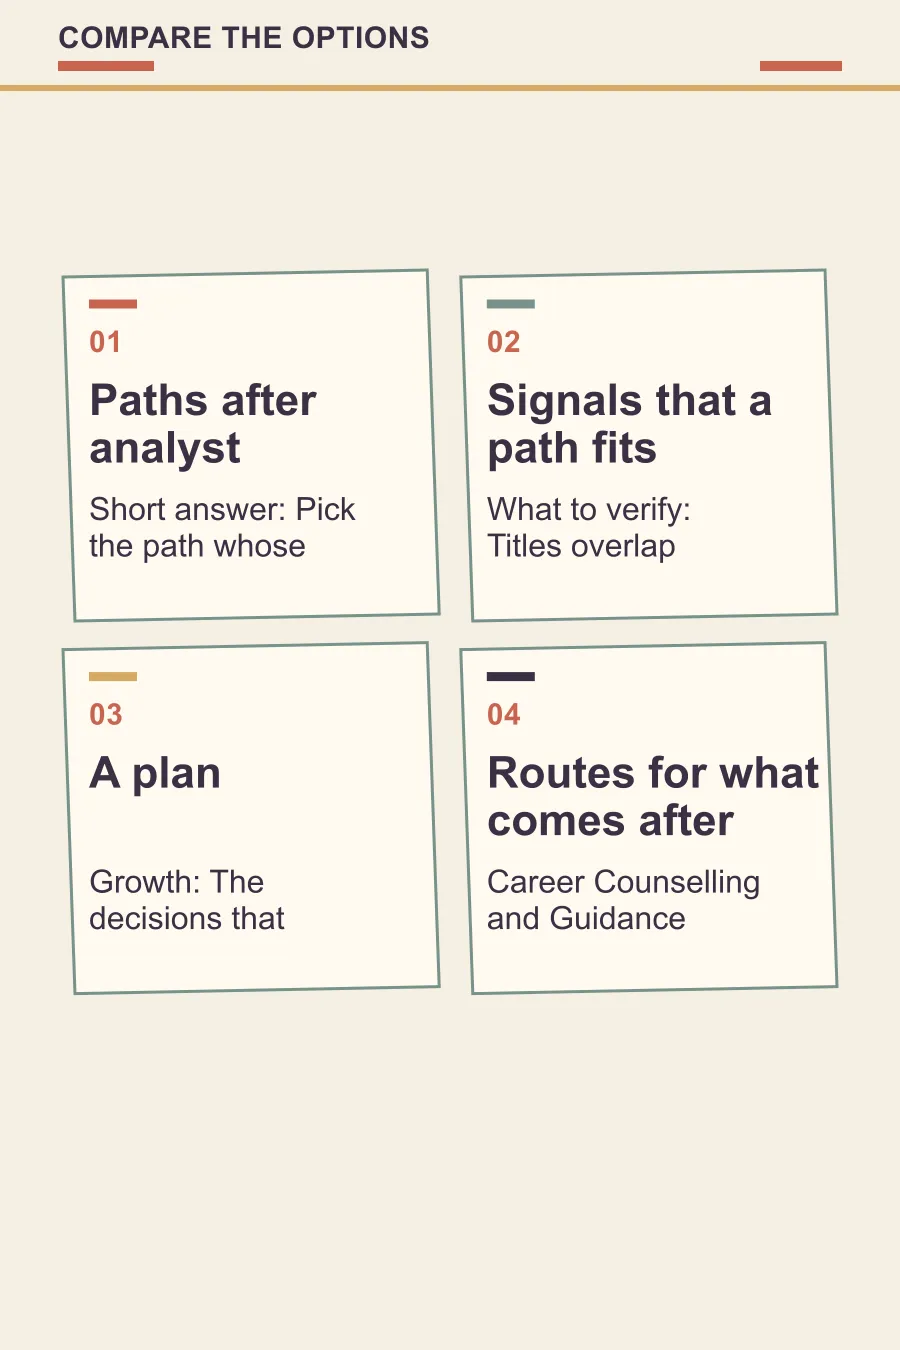 COMPARE THE OPTIONS
01
Paths after
analyst
Short answer: Pick
the path whose
02
Signals that a
path fits
What to verify:
Titles overlap
03
A plan
Growth: The
decisions that
04
Routes for what
comes after
Career Counselling
and Guidance